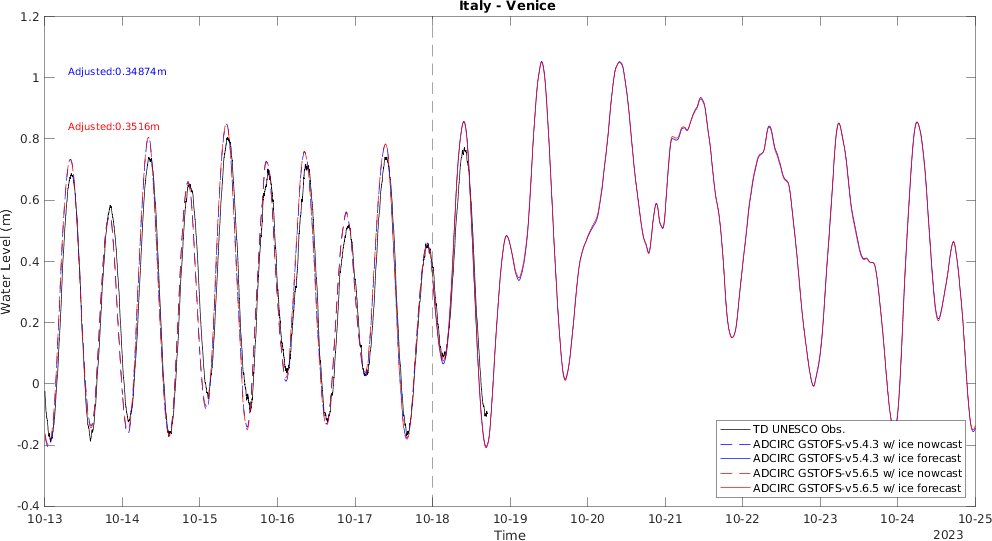 Italy - Venice
Water Level (m)
1.2
1
0.8
0.6
0.4
0.2
0
-0.2
-0.4
Adjusted:0.34874m
Adjusted:0.3516m
TD UNESCO Obs.
ADCIRC GSTOFS-v5.4.3 w/ ice nowcast
ADCIRC GSTOFS-v5.4.3 w/ ice forecast
ADCIRC GSTOFS-v5.6.5 w/ ice nowcast
ADCIRC GSTOFS-v5.6.5 w/ ice forecast
10-13 10-14 10-15 10-16 10-17 10-18 10-19 10-20 10-21 10-22 10-23 10-24 10-25
Time
2023